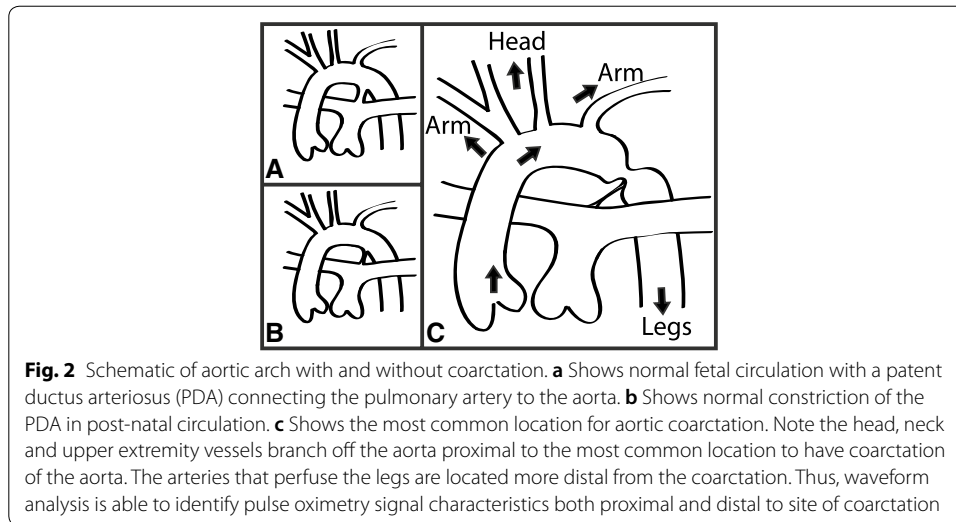 Head
Arm
Arm
A
B
C
Legs
Fig. 2 Schematic of aortic arch with and without coarctation. a Shows normal fetal circulation with a patent
ductus arteriosus (PDA) connecting the pulmonary artery to the aorta. b Shows normal constriction of the
PDA in post-natal circulation. c Shows the most common location for aortic coarctation. Note the head, neck
and upper extremity vessels branch off the aorta proximal to the most common location to have coarctation
of the aorta. The arteries that perfuse the legs are located more distal from the coarctation. Thus, waveform
analysis is able to identify pulse oximetry signal characteristics both proximal and distal to site of coarctation